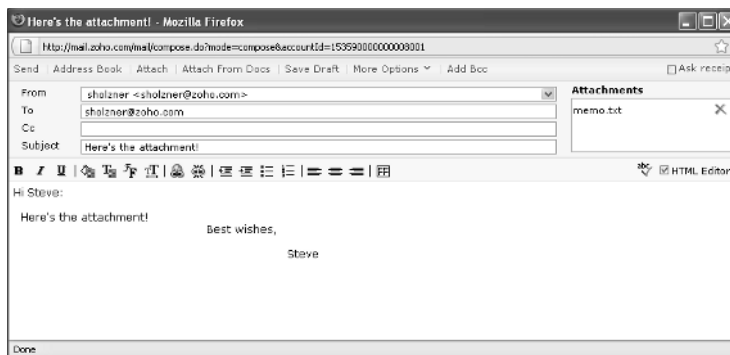 Here's the attachment! - Mozilla Firefox
http://mail.zoho.com/mail/compose.do?mode=compose&accountId=153590000000008001
Send | Address Book | Attach | Attach From Docs | Save Draft | More Options | Add Bcc Ask receip
From sholzner <sholzner@zoho.com> Attachments
To sholzner@zoho.com memo.txt
Cc
Subject Here's the attachment!
B I U HTML Editor
Hi Steve:
Here's the attachment!
Best wishes,
Steve
Done